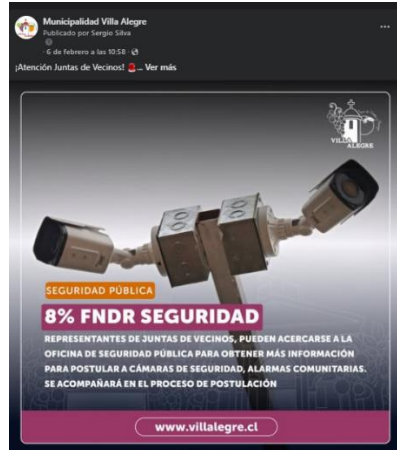 Municipalidad Villa Alegre
Publicado por Sergio Silva
· 6 de febrero a las 10:58 ·
¡Atención Juntas de Vecinos! 🚨... Ver más
VILLA
ALEGRE
SEGURIDAD PÚBLICA
8% FNDR SEGURIDAD
REPRESENTANTES DE JUNTAS DE VECINOS, PUEDEN ACERCARSE A LA
OFICINA DE SEGURIDAD PÚBLICA PARA OBTENER MÁS INFORMACIÓN
PARA POSTULAR A CÁMARAS DE SEGURIDAD, ALARMAS COMUNITARIAS.
SE ACOMPAÑARÁ EN EL PROCESO DE POSTULACIÓN
www.villalegre.cl